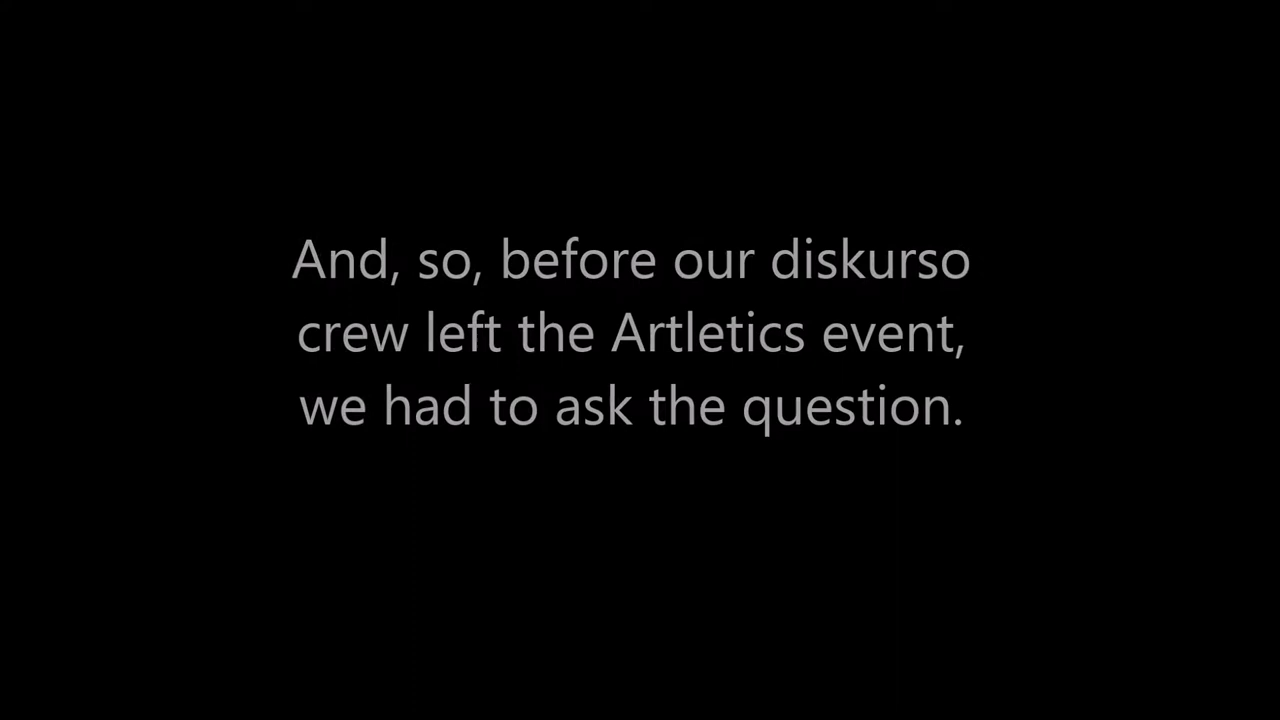 And, so, before our diskurso
crew left the Artletics event,
we had to ask the question.